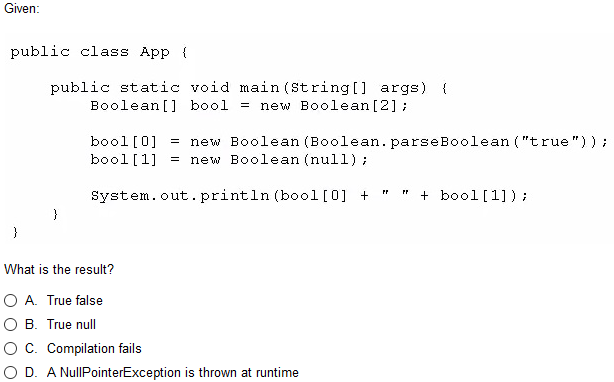 Given:
public class App {
public static void main(String[] args) {
Boolean[] bool = new Boolean[2];
bool[0] = new Boolean(Boolean.parseBoolean("true"));
bool[1] = new Boolean(null);
System.out.println(bool[0] + " " + bool[1]);
}
}
What is the result?
A. True false
B. True null
C. Compilation fails
D. A NullPointerException is thrown at runtime